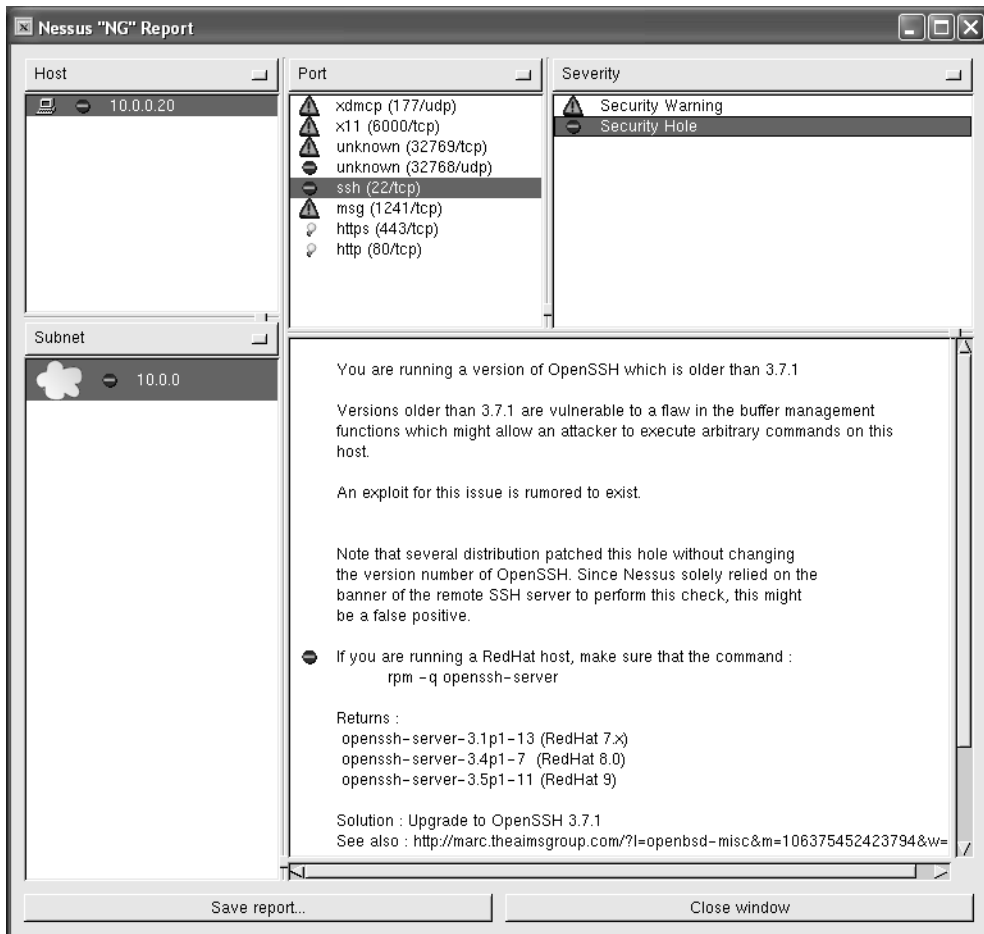 Nessus "NG" Report
Host
10.0.0.20
Port
xdmcp (177/udp)
x11 (6000/tcp)
unknown (32769/tcp)
unknown (32768/udp)
ssh (22/tcp)
msg (1241/tcp)
https (443/tcp)
http (80/tcp)
Severity
Security Warning
Security Hole
Subnet
10.0.0
You are running a version of OpenSSH which is older than 3.7.1
Versions older than 3.7.1 are vulnerable to a flaw in the buffer management
functions which might allow an attacker to execute arbitrary commands on this
host.
An exploit for this issue is rumored to exist.
Note that several distribution patched this hole without changing
the version number of OpenSSH. Since Nessus solely relied on the
banner of the remote SSH server to perform this check, this might
be a false positive.
If you are running a RedHat host, make sure that the command :
rpm -q openssh-server
Returns :
openssh-server-3.1p1-13 (RedHat 7.x)
openssh-server-3.4p1-7 (RedHat 8.0)
openssh-server-3.5p1-11 (RedHat 9)
Solution : Upgrade to OpenSSH 3.7.1
See also : http://marc.theaimsgroup.com/?l=openbsd-misc&m=106375452423794&w=
Save report...
Close window